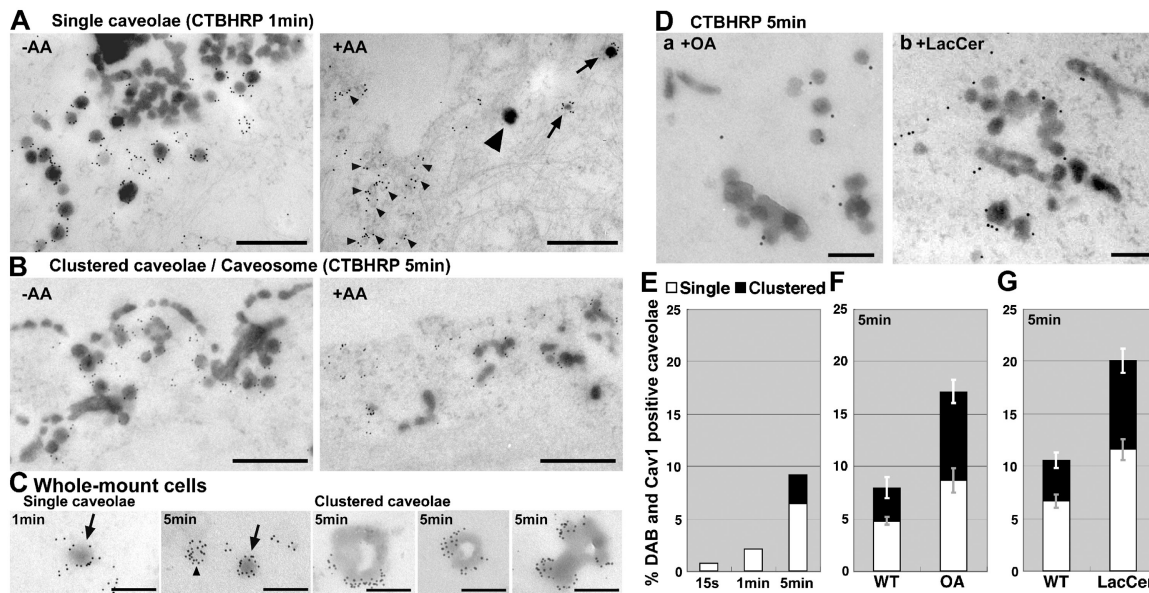 A Single caveolae (CTBHRP 1min)
-AA
+AA
B Clustered caveolae / Caveosome (CTBHRP 5min)
-AA
+AA
C Whole-mount cells
Single caveolae
Clustered caveolae
1min
5min
5min
5min
5min
D CTBHRP 5min
a +OA
b +LacCer
E
Single
Clustered
F
G
% DAB and Cav1 positive caveolae
25
20
15
10
5
0
15s
1min
5min
25
20
15
10
5
0
5min
WT
OA
25
20
15
10
5
0
5min
WT
LacCer